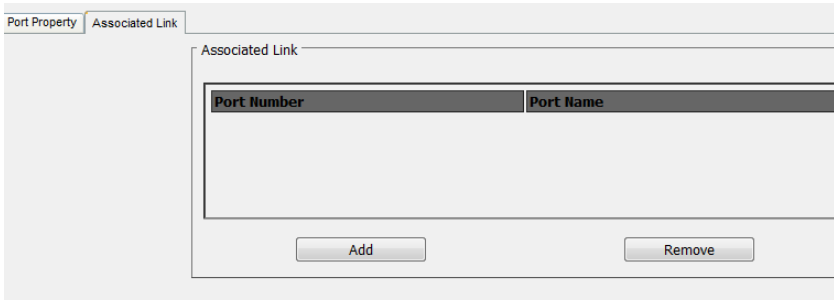 Port Property Associated Link
Associated Link
Port Number Port Name
Add Remove